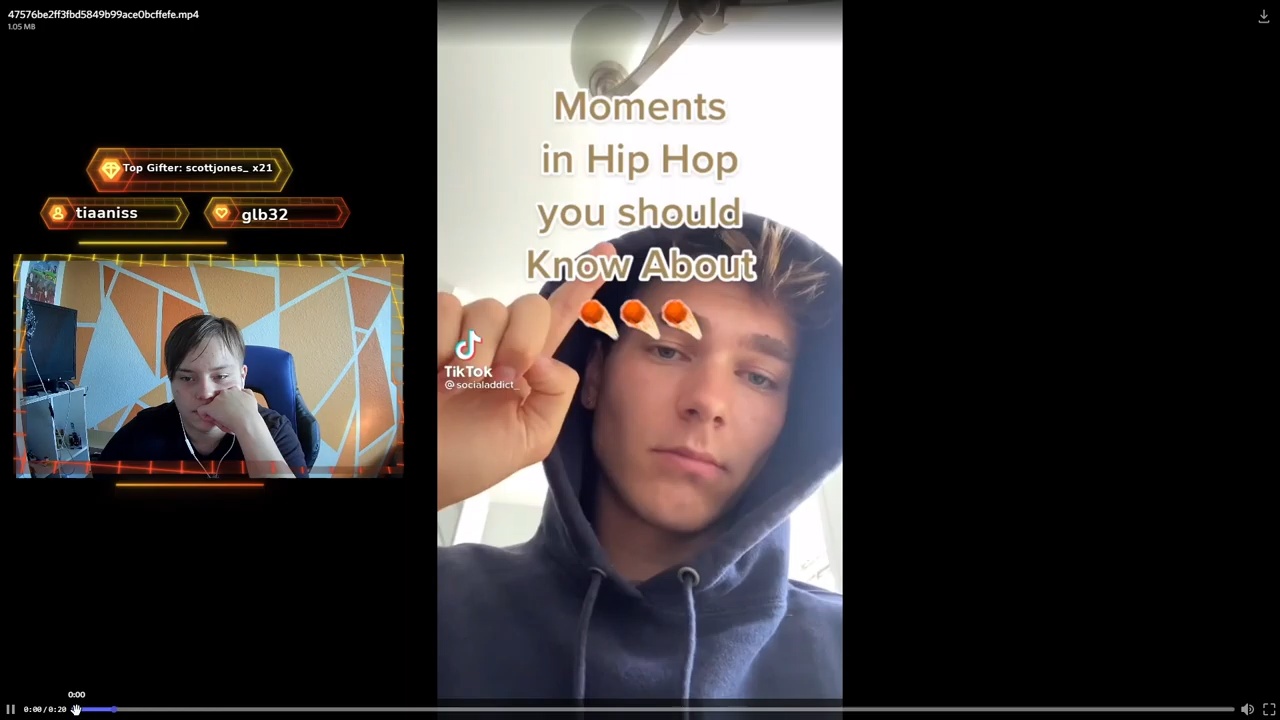 47576be2ff3fbd5849b99ace0bcffefe.mp4
1.05 MB
Top Gifter: scottjones_ x21
tiaaniss
glb32
Moments
in Hip Hop
you should
Know About
TikTok
@socialaddict_
0:00
0:00/0:20